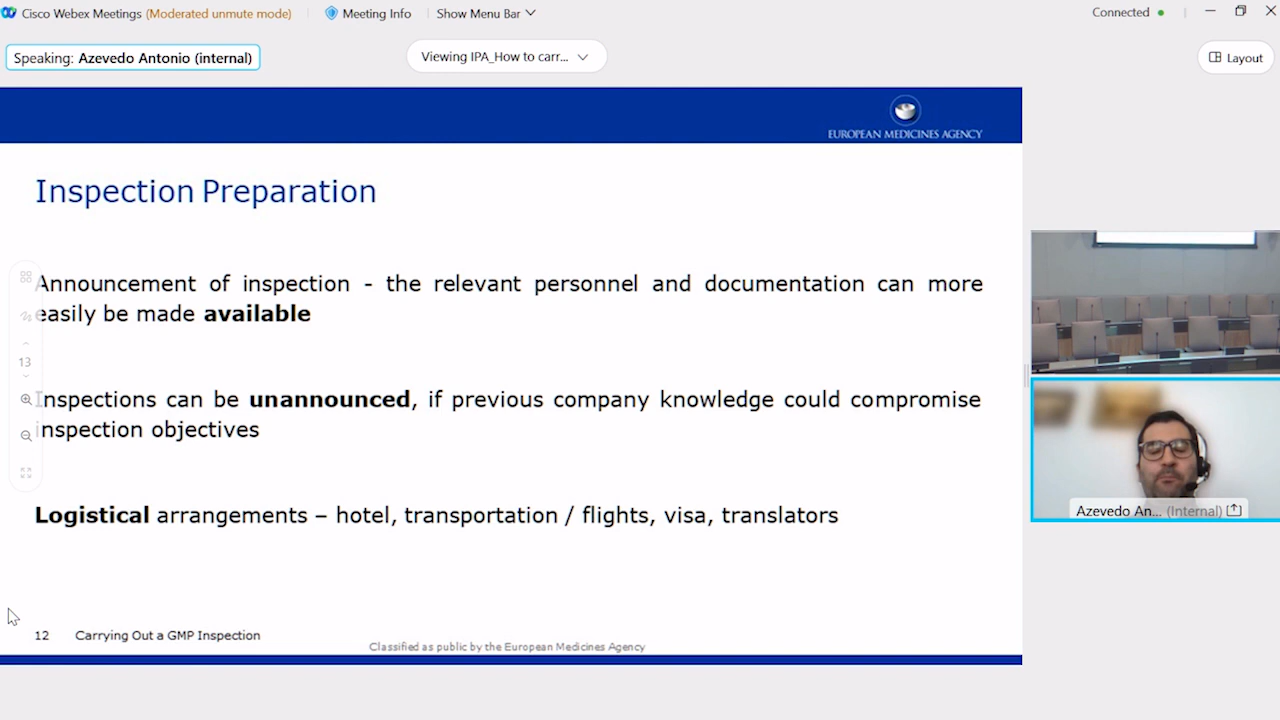 Cisco Webex Meetings (Moderated unmute mode)
Meeting Info
Show Menu Bar
Connected
Speaking: Azevedo Antonio (internal)
Viewing IPA_How to carr...
Layout
EUROPEAN MEDICINES AGENCY
Inspection Preparation
Announcement of inspection - the relevant personnel and documentation can more
easily be made available
13
Inspections can be unannounced, if previous company knowledge could compromise
inspection objectives
Logistical arrangements – hotel, transportation / flights, visa, translators
Azevedo An... (Internal)
12 Carrying Out a GMP Inspection
Classified as public by the European Medicines Agency